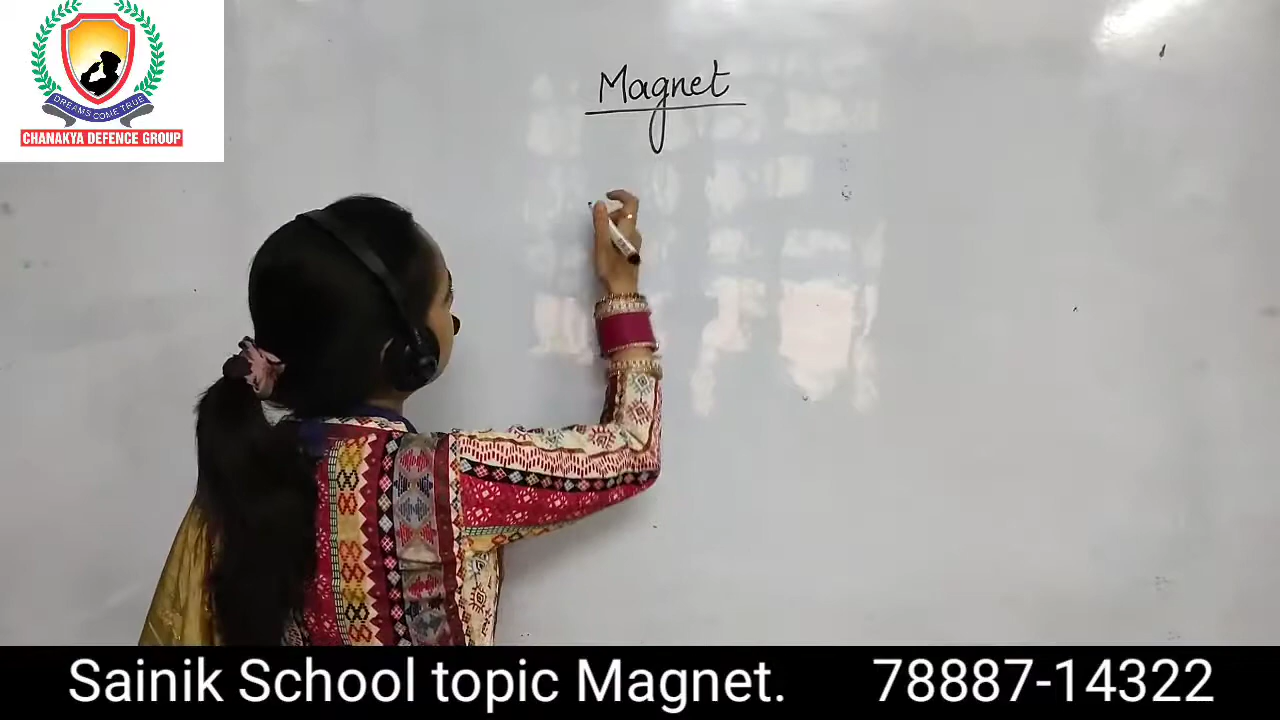 DREAMS COME TRUE
CHANAKYA DEFENCE GROUP
Magnet
Sainik School topic Magnet. 78887-14322